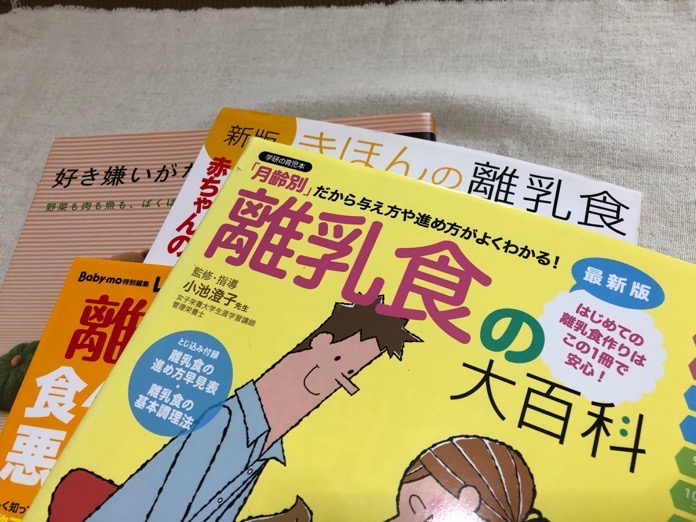 好き嫌いがな
野菜も肉も魚も、ぱくぱ
新版
きほんの離乳食
赤ちゃんの
学研の育児本
「月齢別」だから与え方や進め方がよくわかる！
離乳食の
大百科
最新版
はじめての
離乳食作りは
この1冊で
安心！
監修・指導
小池澄子先生
女子栄養大学生涯学習講師
管理栄養士
とじ込み付録
離乳食の
進め方早見表
・
離乳食の
基本調理法
Baby-mo特別編集
離
食
悪
く知っ